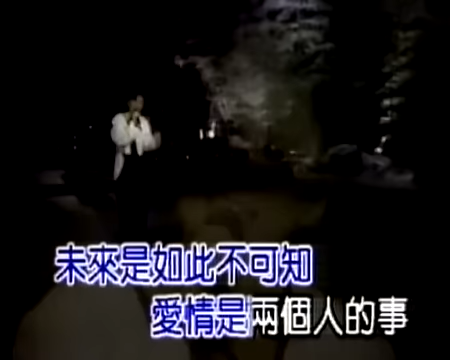 未來是如此不可知
愛情是兩個人的事